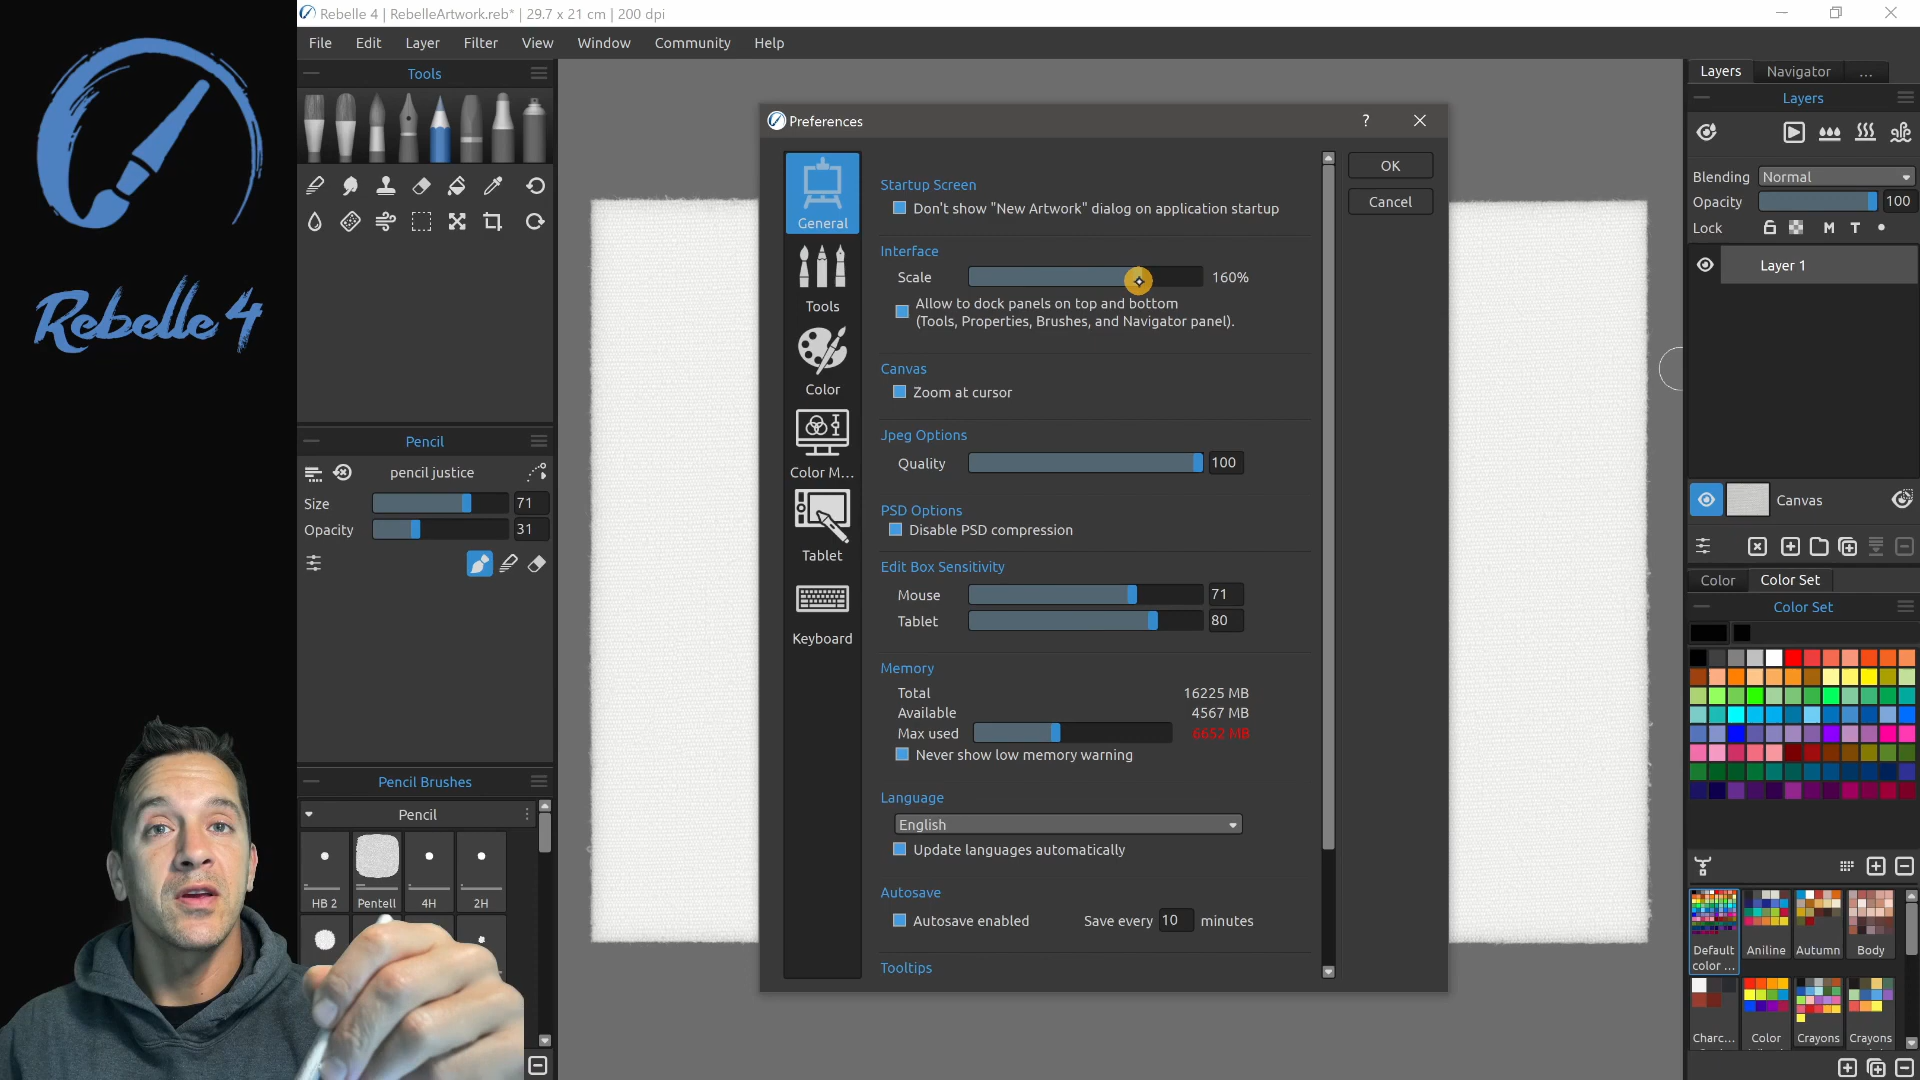 Rebelle 4 | RebelleArtwork.reb* | 29.7 x 21 cm | 200 dpi
File Edit Layer Filter View Window Community Help
Rebelle 4
Tools
Pencil
pencil justice
Size 71
Opacity 31
Pencil Brushes
Pencil
HB 2 Pentell 4H 2H
Preferences
?
General
Tools
Color
Color M...
Tablet
Keyboard
Startup Screen
Don't show "New Artwork" dialog on application startup
Interface
Scale 160%
Allow to dock panels on top and bottom
(Tools, Properties, Brushes, and Navigator panel).
Canvas
Zoom at cursor
Jpeg Options
Quality 100
PSD Options
Disable PSD compression
Edit Box Sensitivity
Mouse 71
Tablet 80
Memory
Total 16225 MB
Available 4567 MB
Max used 6652 MB
Never show low memory warning
Language
English
Update languages automatically
Autosave
Autosave enabled Save every 10 minutes
Tooltips
OK
Cancel
Layers Navigator ...
Layers
Blending Normal
Opacity 100
Lock M T
Layer 1
Canvas
Color Color Set
Color Set
Default Aniline Autumn Body
color ...
Charc... Color Crayons Crayons